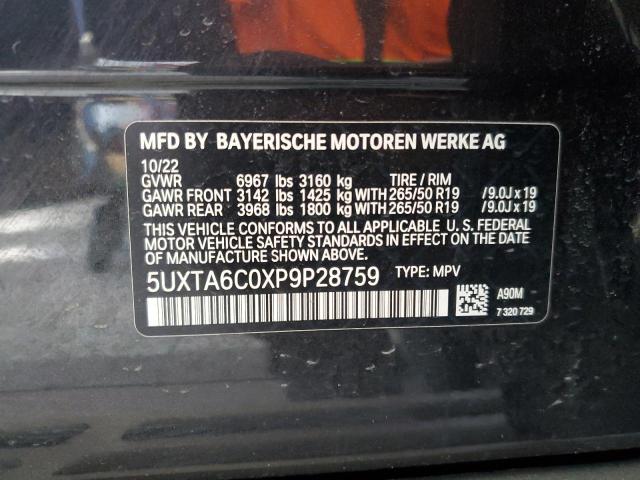 MFD BY BAYERISCHE MOTOREN WERKE AG
10/22
GVWR 6967 lbs 3160 kg TIRE / RIM
GAWR FRONT 3142 lbs 1425 kg WITH 265/50 R19 /9.0J x 19
GAWR REAR 3968 lbs 1800 kg WITH 265/50 R19 /9.0J x 19
THIS VEHICLE CONFORMS TO ALL APPLICABLE U. S. FEDERAL
MOTOR VEHICLE SAFETY STANDARDS IN EFFECT ON THE DATE
OF MANUFACTURE SHOWN ABOVE.
5UXTA6C0XP9P28759 TYPE: MPV
A90M
7 320 729